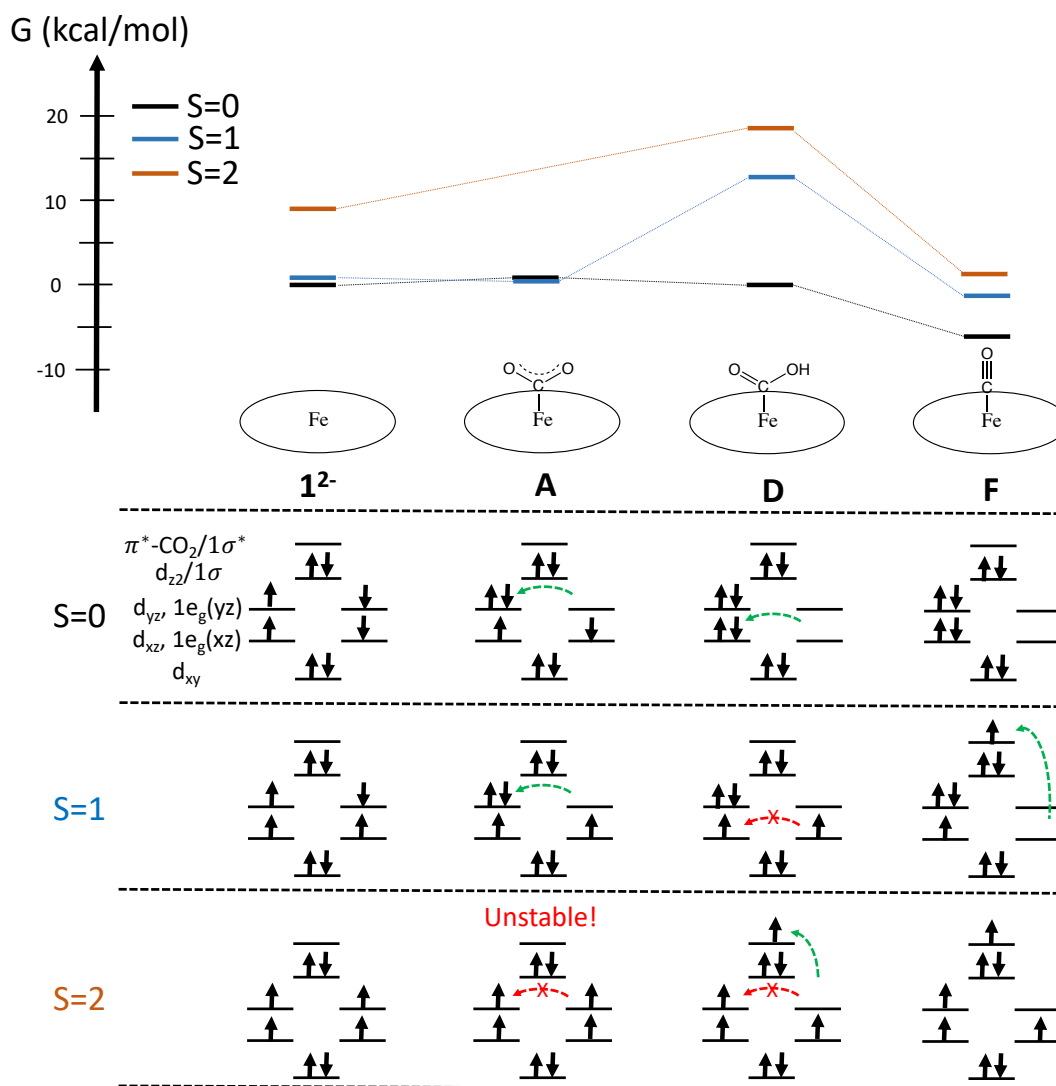 G (kcal/mol)
20
10
0
-10
S=0
S=1
S=2
Fe
O O
C
Fe
O OH
C
Fe
O
C
Fe
1²⁻
A
D
F
S=0
π*-CO₂/1σ*
d_z2/1σ
d_yz, 1e_g(yz)
d_xz, 1e_g(xz)
d_xy
S=1
X
Unstable!
S=2
X
X